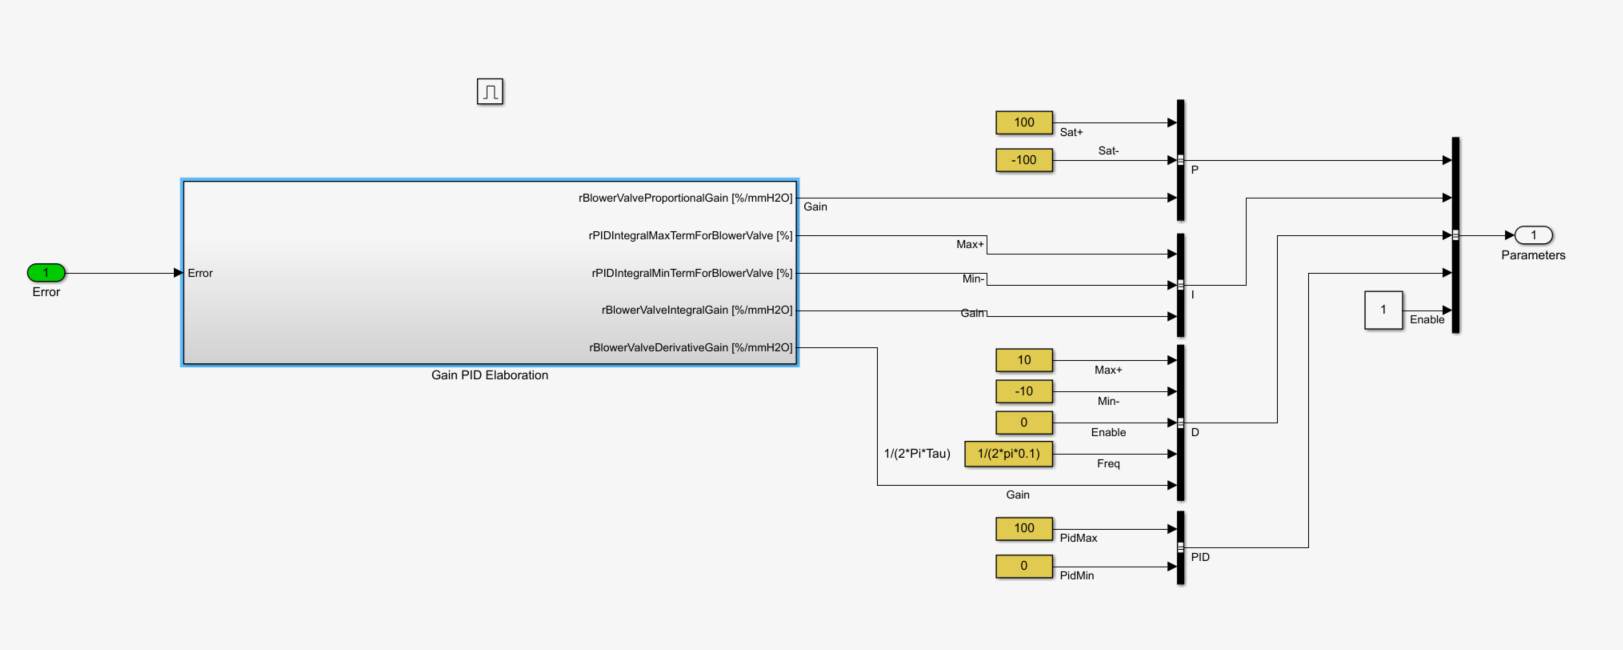 100
Sat+
-100
Sat-
P
rBlowerValveProportionalGain [%/mmH2O]
Gain
rPIDIntegralMaxTermForBlowerValve [%]
Max+
1
Error
Error
rPIDIntegralMinTermForBlowerValve [%]
Min-
I
rBlowerValveIntegralGain [%/mmH2O]
Gain
rBlowerValveDerivativeGain [%/mmH2O]
Gain PID Elaboration
1
Parameters
1
Enable
10
Max+
-10
Min-
0
Enable
D
1/(2*Pi*Tau)
1/(2*pi*0.1)
Freq
Gain
100
PidMax
PID
0
PidMin